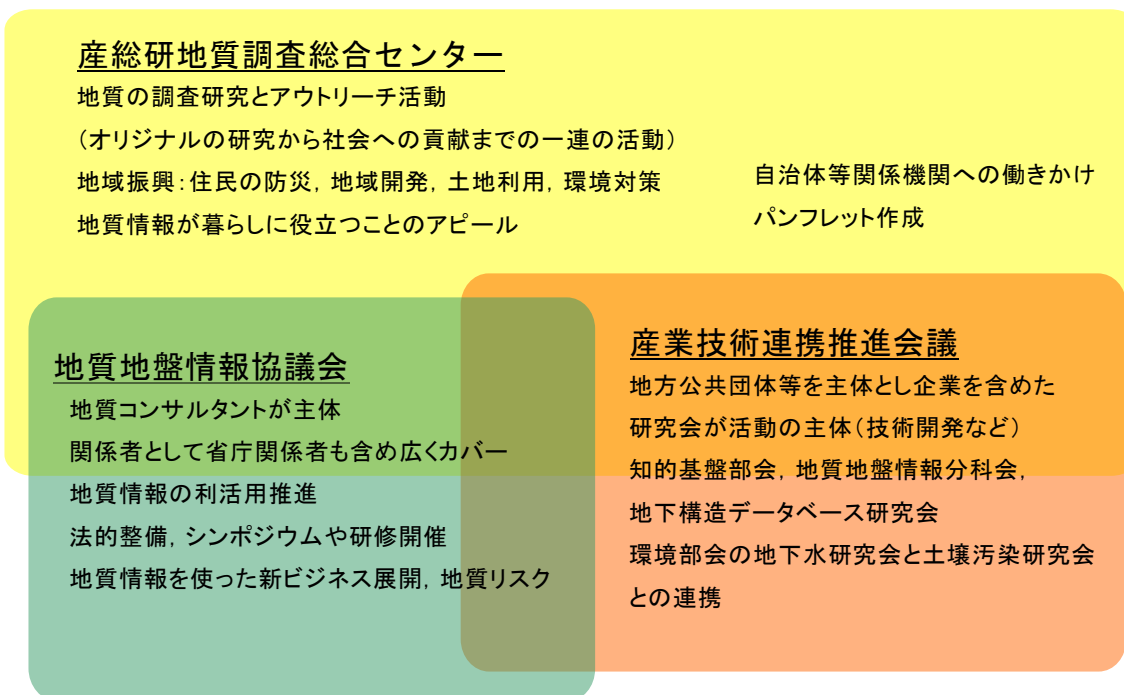 産総研地質調査総合センター
地質の調査研究とアウトリーチ活動
（オリジナルの研究から社会への貢献までの一連の活動）
地域振興：住民の防災，地域開発，土地利用，環境対策
地質情報が暮らしに役立つことのアピール
自治体等関係機関への働きかけ
パンフレット作成
地質地盤情報協議会
地質コンサルタントが主体
関係者として省庁関係者も含め広くカバー
地質情報の利活用推進
法的整備，シンポジウムや研修開催
地質情報を使った新ビジネス展開，地質リスク
産業技術連携推進会議
地方公共団体等を主体とし企業を含めた
研究会が活動の主体（技術開発など）
知的基盤部会，地質地盤情報分科会，
地下構造データベース研究会
環境部会の地下水研究会と土壌汚染研究会
との連携